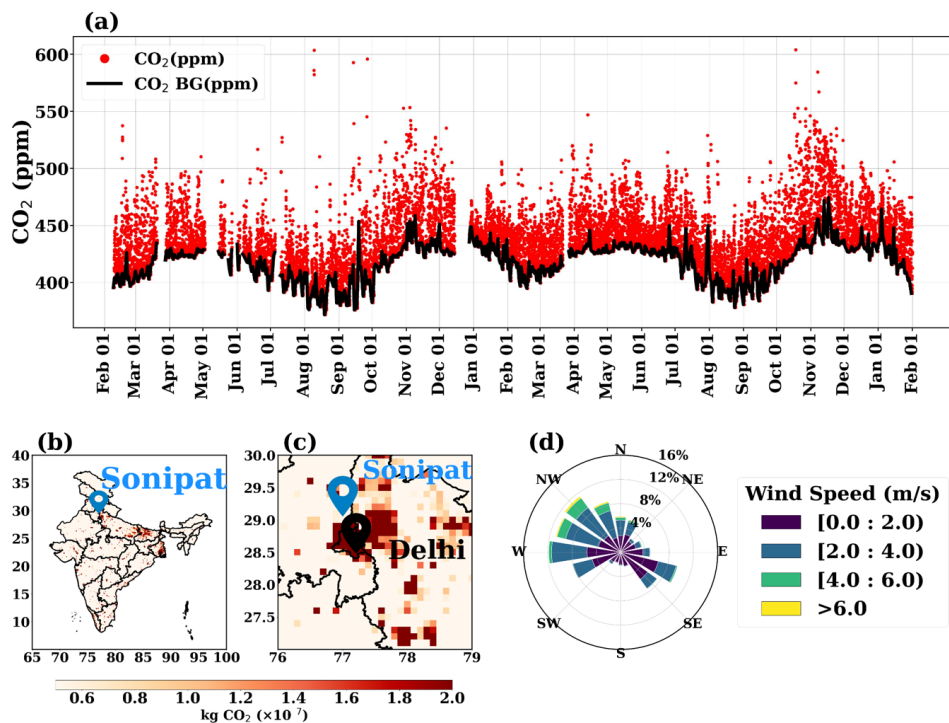 (a)
CO₂(ppm)
CO₂ BG(ppm)
CO₂ (ppm)
600
550
500
450
400
Feb 01 Mar 01 Apr 01 May 01 Jun 01 Jul 01 Aug 01 Sep 01 Oct 01 Nov 01 Dec 01 Jan 01 Feb 01 Mar 01 Apr 01 May 01 Jun 01 Jul 01 Aug 01 Sep 01 Oct 01 Nov 01 Dec 01 Jan 01 Feb 01
(b)
40
35
30
25
20
15
10
65 70 75 80 85 90 95 100
Sonipat
(c)
30.0
29.5
29.0
28.5
28.0
27.5
76 77 78 79
Sonipat
Delhi
0.6 0.8 1.0 1.2 1.4 1.6 1.8 2.0
kg CO₂ (×10⁷)
(d)
N
NE
E
SE
S
SW
W
NW
4%
8%
12%
16%
Wind Speed (m/s)
[0.0 : 2.0)
[2.0 : 4.0)
[4.0 : 6.0)
>6.0